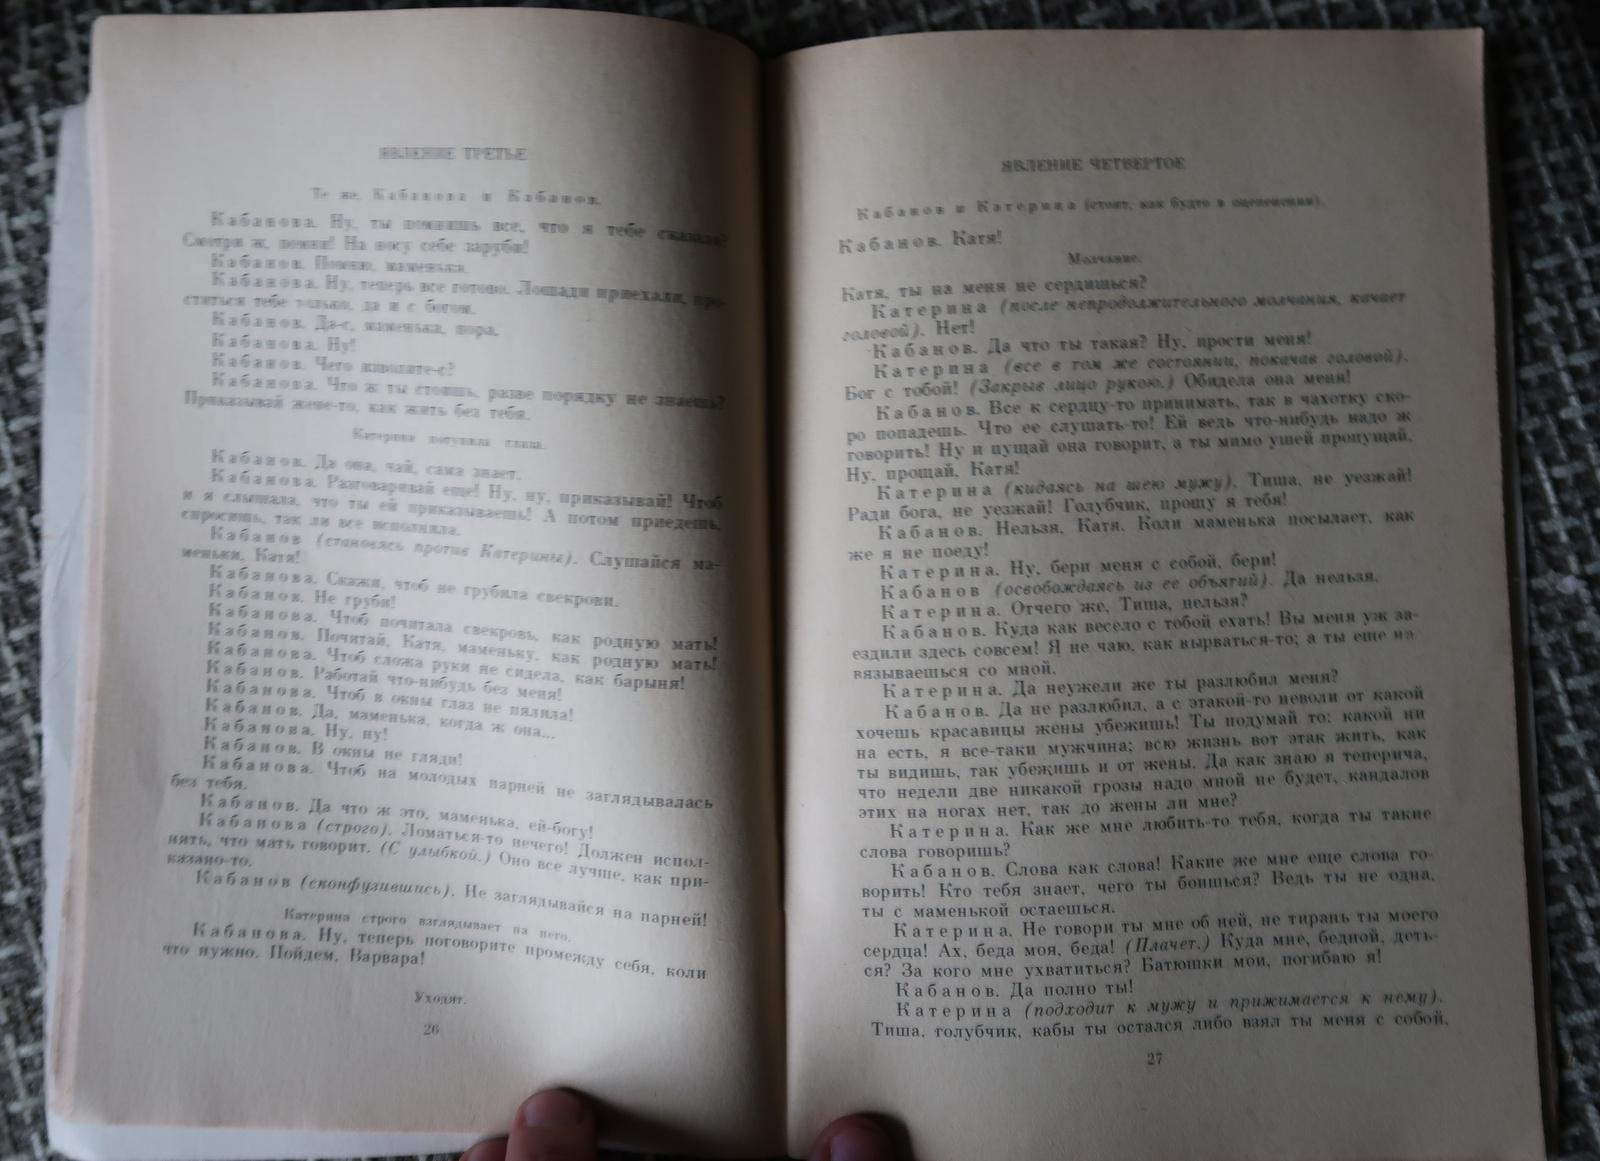 ЯВЛЕНИЕ ТРЕТЬЕ
Те же, Кабанова и Кабанов.
Кабанова. Ну, ты помнишь все, что я тебе сказала?
Смотри ж, помни! На носу себе заруби!
Кабанов. Помню, маменька.
Кабанова. Ну, теперь все готово. Лошади приехали, про-
ститься тебе только, да и с богом.
Кабанов. Да-с, маменька, пора.
Кабанова. Ну!
Кабанов. Чего изволите-с?
Кабанова. Что ж ты стоишь, разве порядку не знаешь?
Приказывай жене-то, как жить без тебя.
Катерина потупила глаза.
Кабанов. Да она, чай, сама знает.
Кабанова. Разговаривай еще! Ну, ну, приказывай! Чтоб
и я слышала, что ты ей приказываешь! А потом приедешь,
спросишь, так ли все исполнила.
Кабанов (становясь против Катерины). Слушайся ма-
меньки, Катя!
Кабанова. Скажи, чтоб не грубила свекрови.
Кабанов. Не груби!
Кабанова. Чтоб почитала свекровь, как родную мать!
Кабанов. Почитай, Катя, маменьку, как родную мать!
Кабанова. Чтоб сложа руки не сидела, как барыня!
Кабанов. Работай что-нибудь без меня!
Кабанова. Чтоб в окны глаз не пялила!
Кабанов. Да, маменька, когда ж она...
Кабанова. Ну, ну!
Кабанов. В окны не гляди!
Кабанова. Чтоб на молодых парней не заглядывалась
без тебя.
Кабанов. Да что ж это, маменька, ей-богу!
Кабанова (строго). Ломаться-то нечего! Должен испол-
нять, что мать говорит. (С улыбкой.) Оно все лучше, как при-
казано-то.
Кабанов (сконфузившись). Не заглядывайся на парней!
Катерина строго взглядывает на него.
Кабанова. Ну, теперь поговорите промежду себя, коли
что нужно. Пойдем, Варвара!
Уходят.
26
ЯВЛЕНИЕ ЧЕТВЕРТОЕ
Кабанов и Катерина (стоит, как будто в оцепенении).
Кабанов. Катя!
Молчание.
Катя, ты на меня не сердишься?
Катерина (после непродолжительного молчания, качает
головой). Нет!
Кабанов. Да что ты такая? Ну, прости меня!
Катерина (все в том же состоянии, покачав головой).
Бог с тобой! (Закрыв лицо рукою.) Обидела она меня!
Кабанов. Все к сердцу-то принимать, так в чахотку ско-
ро попадешь. Что ее слушать-то! Ей ведь что-нибудь надо ж
говорить! Ну и пущай она говорит, а ты мимо ушей пропущай.
Ну, прощай, Катя!
Катерина (кидаясь на шею мужу). Тиша, не уезжай!
Ради бога, не уезжай! Голубчик, прошу я тебя!
Кабанов. Нельзя, Катя. Коли маменька посылает, как
же я не поеду!
Катерина. Ну, бери меня с собой, бери!
Кабанов (освобождаясь из ее объятий). Да нельзя.
Катерина. Отчего же, Тиша, нельзя?
Кабанов. Куда как весело с тобой ехать! Вы меня уж за-
ездили здесь совсем! Я не чаю, как вырваться-то; а ты еще на
вязываешься со мной.
Катерина. Да неужели же ты разлюбил меня?
Кабанов. Да не разлюбил, а с этакой-то неволи от какой
хочешь красавицы жены убежишь! Ты подумай то: какой ни
на есть, я все-таки мужчина; всю жизнь вот этак жить, как
ты видишь, так убежишь и от жены. Да как знаю я теперича,
что недели две никакой грозы надо мной не будет, кандалов
этих на ногах нет, так до жены ли мне?
Катерина. Как же мне любить-то тебя, когда ты такие
слова говоришь?
Кабанов. Слова как слова! Какие же мне еще слова го-
ворить! Кто тебя знает, чего ты боишься? Ведь ты не одна,
ты с маменькой остаешься.
Катерина. Не говори ты мне об ней, не тирань ты моего
сердца! Ах, беда моя, беда! (Плачет.) Куда мне, бедной, деть-
ся? За кого мне ухватиться? Батюшки мои, погибаю я!
Кабанов. Да полно ты!
Катерина (подходит к мужу и прижимается к нему).
Тиша, голубчик, кабы ты остался либо взял ты меня с собой,
27